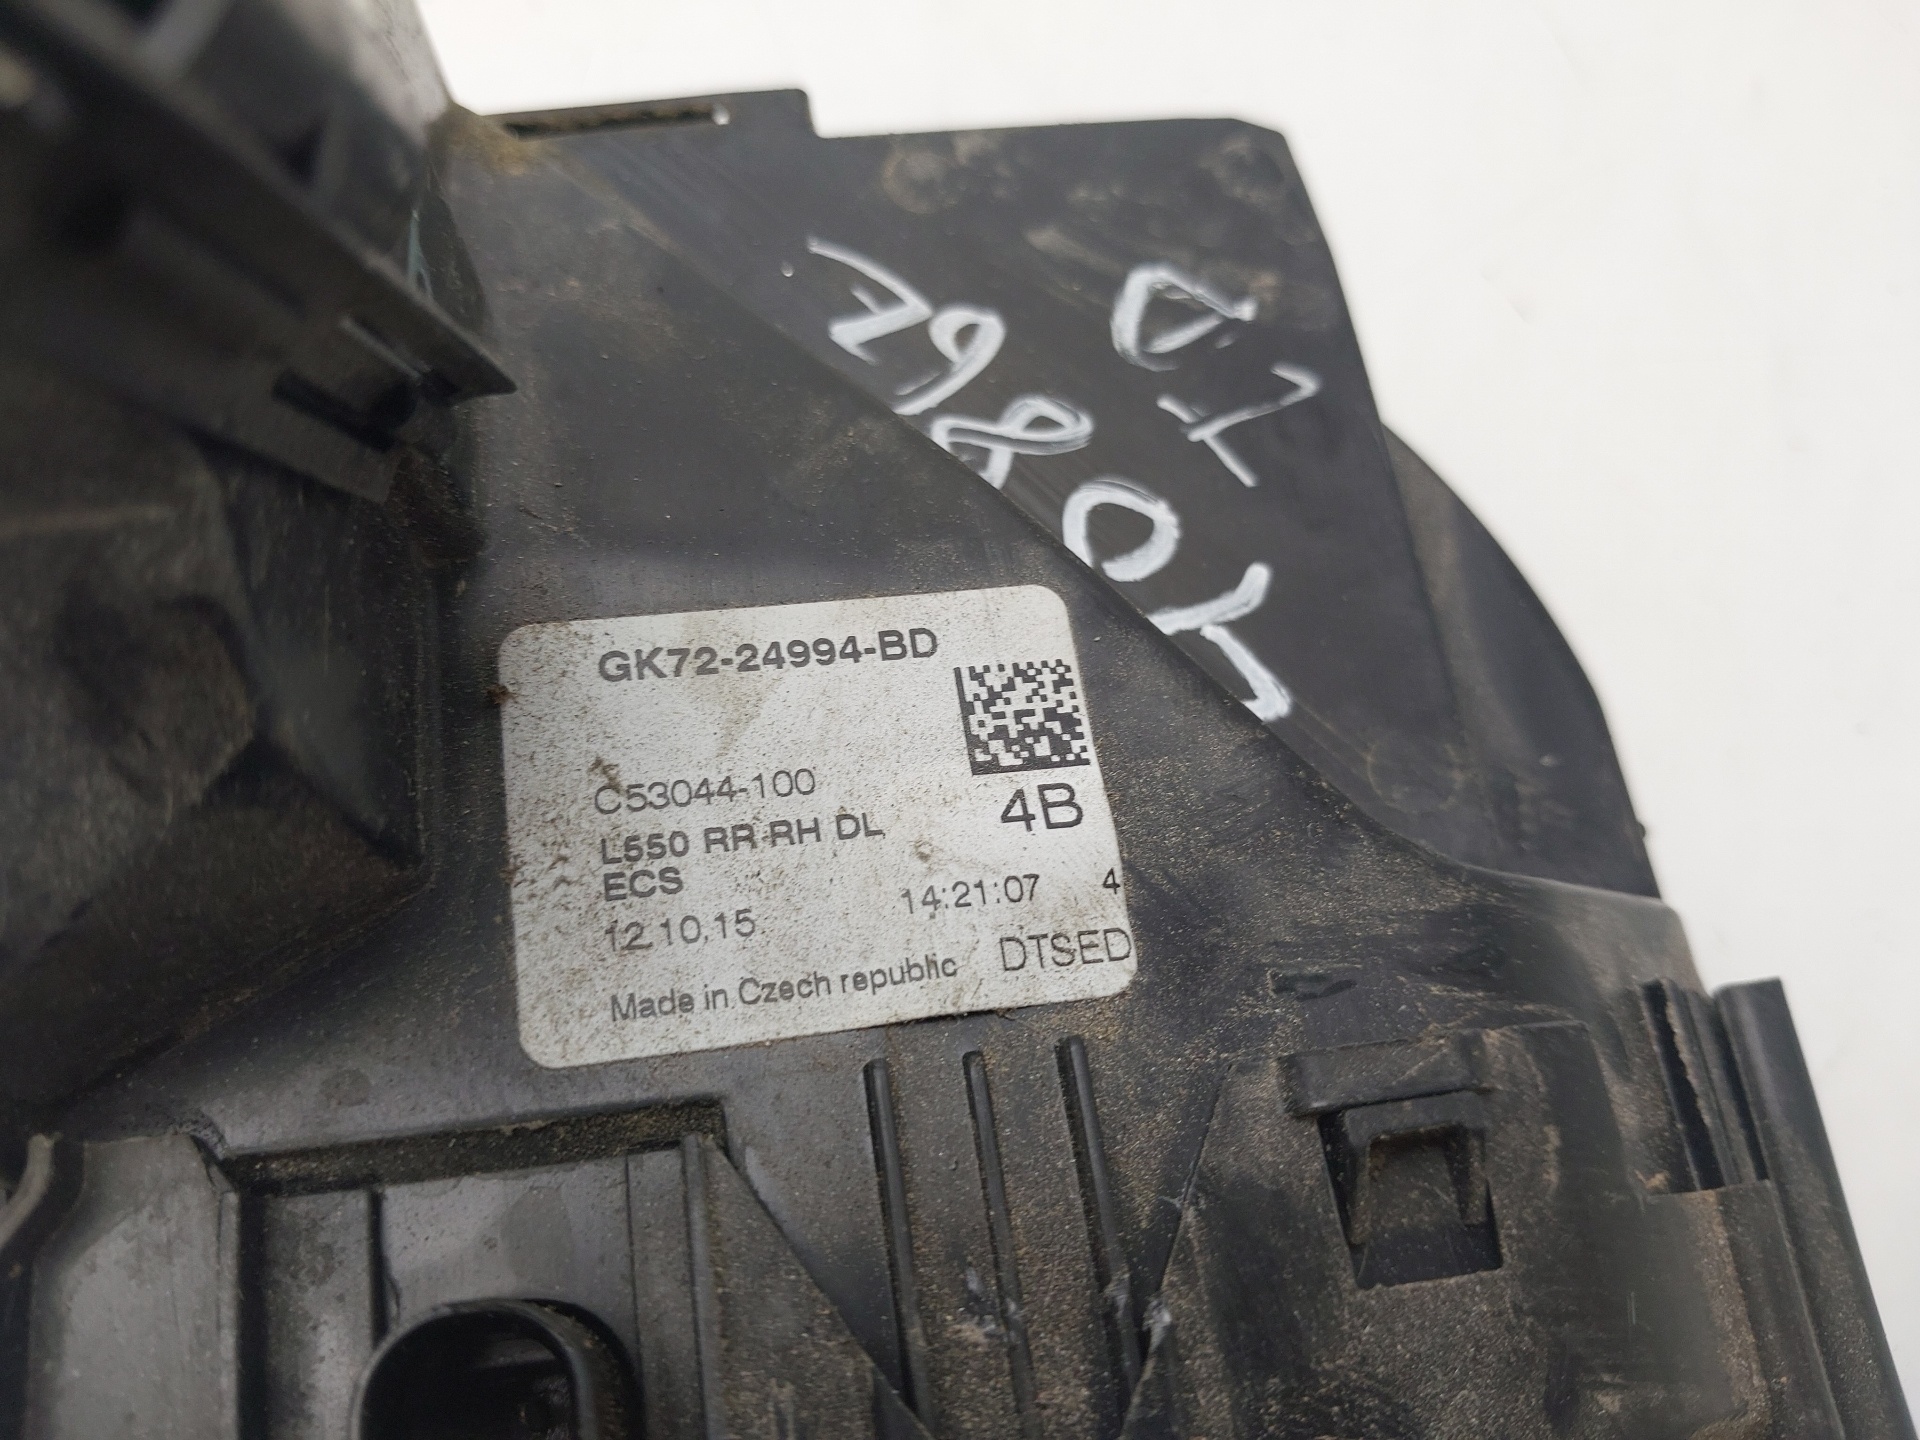 01
GK72-24994-BD
C53044-100
4B
L550 RR RH DL
ECS
12.10.15 14:21:07 4
Made in Czech republic DTSED